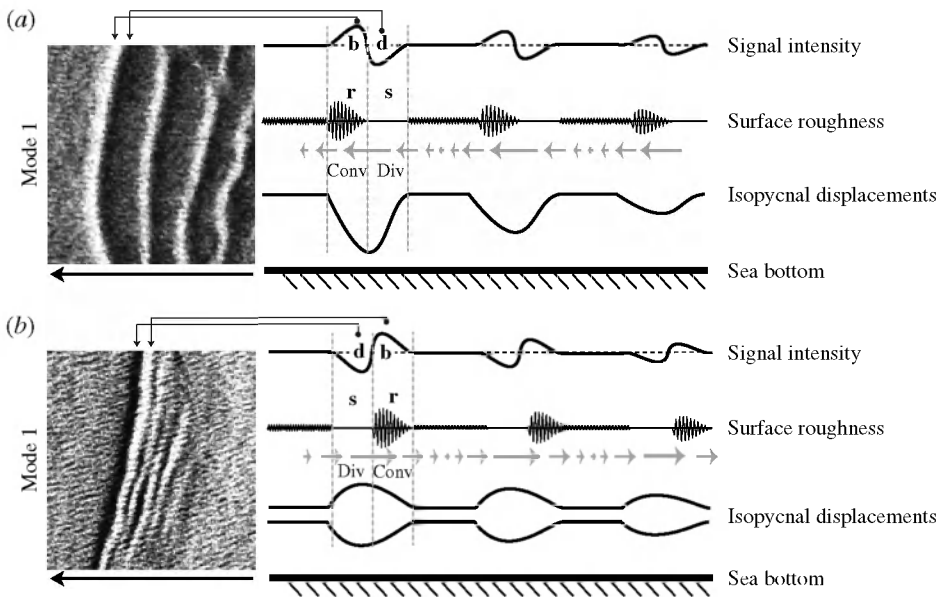 (a)
Mode 1
b d
Signal intensity
r s
Surface roughness
Conv Div
Isopycnal displacements
Sea bottom
(b)
Mode 1
d b
Signal intensity
s r
Surface roughness
Div Conv
Isopycnal displacements
Sea bottom